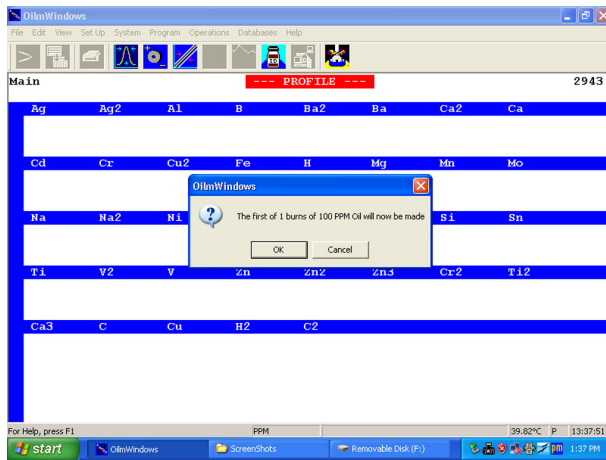 OilmWindows
File Edit View Set Up System Program Operations Databases Help
Main --- PROFILE --- 2943
Ag Ag2 Al B Ba2 Ba Ca2 Ca
Cd Cr Cu2 Fe H Mg Mn Mo
OilmWindows
The first of 1 burns of 100 PPM Oil will now be made
Na Na2 Ni Si Sn
OK Cancel
Ti V2 V Zn Zn2 Zn3 Cr2 Ti2
Ca3 C Cu H2 C2
For Help, press F1 PPM 39.82°C P 13:37:51
start OilmWindows ScreenShots Removable Disk (F:) 1:37 PM